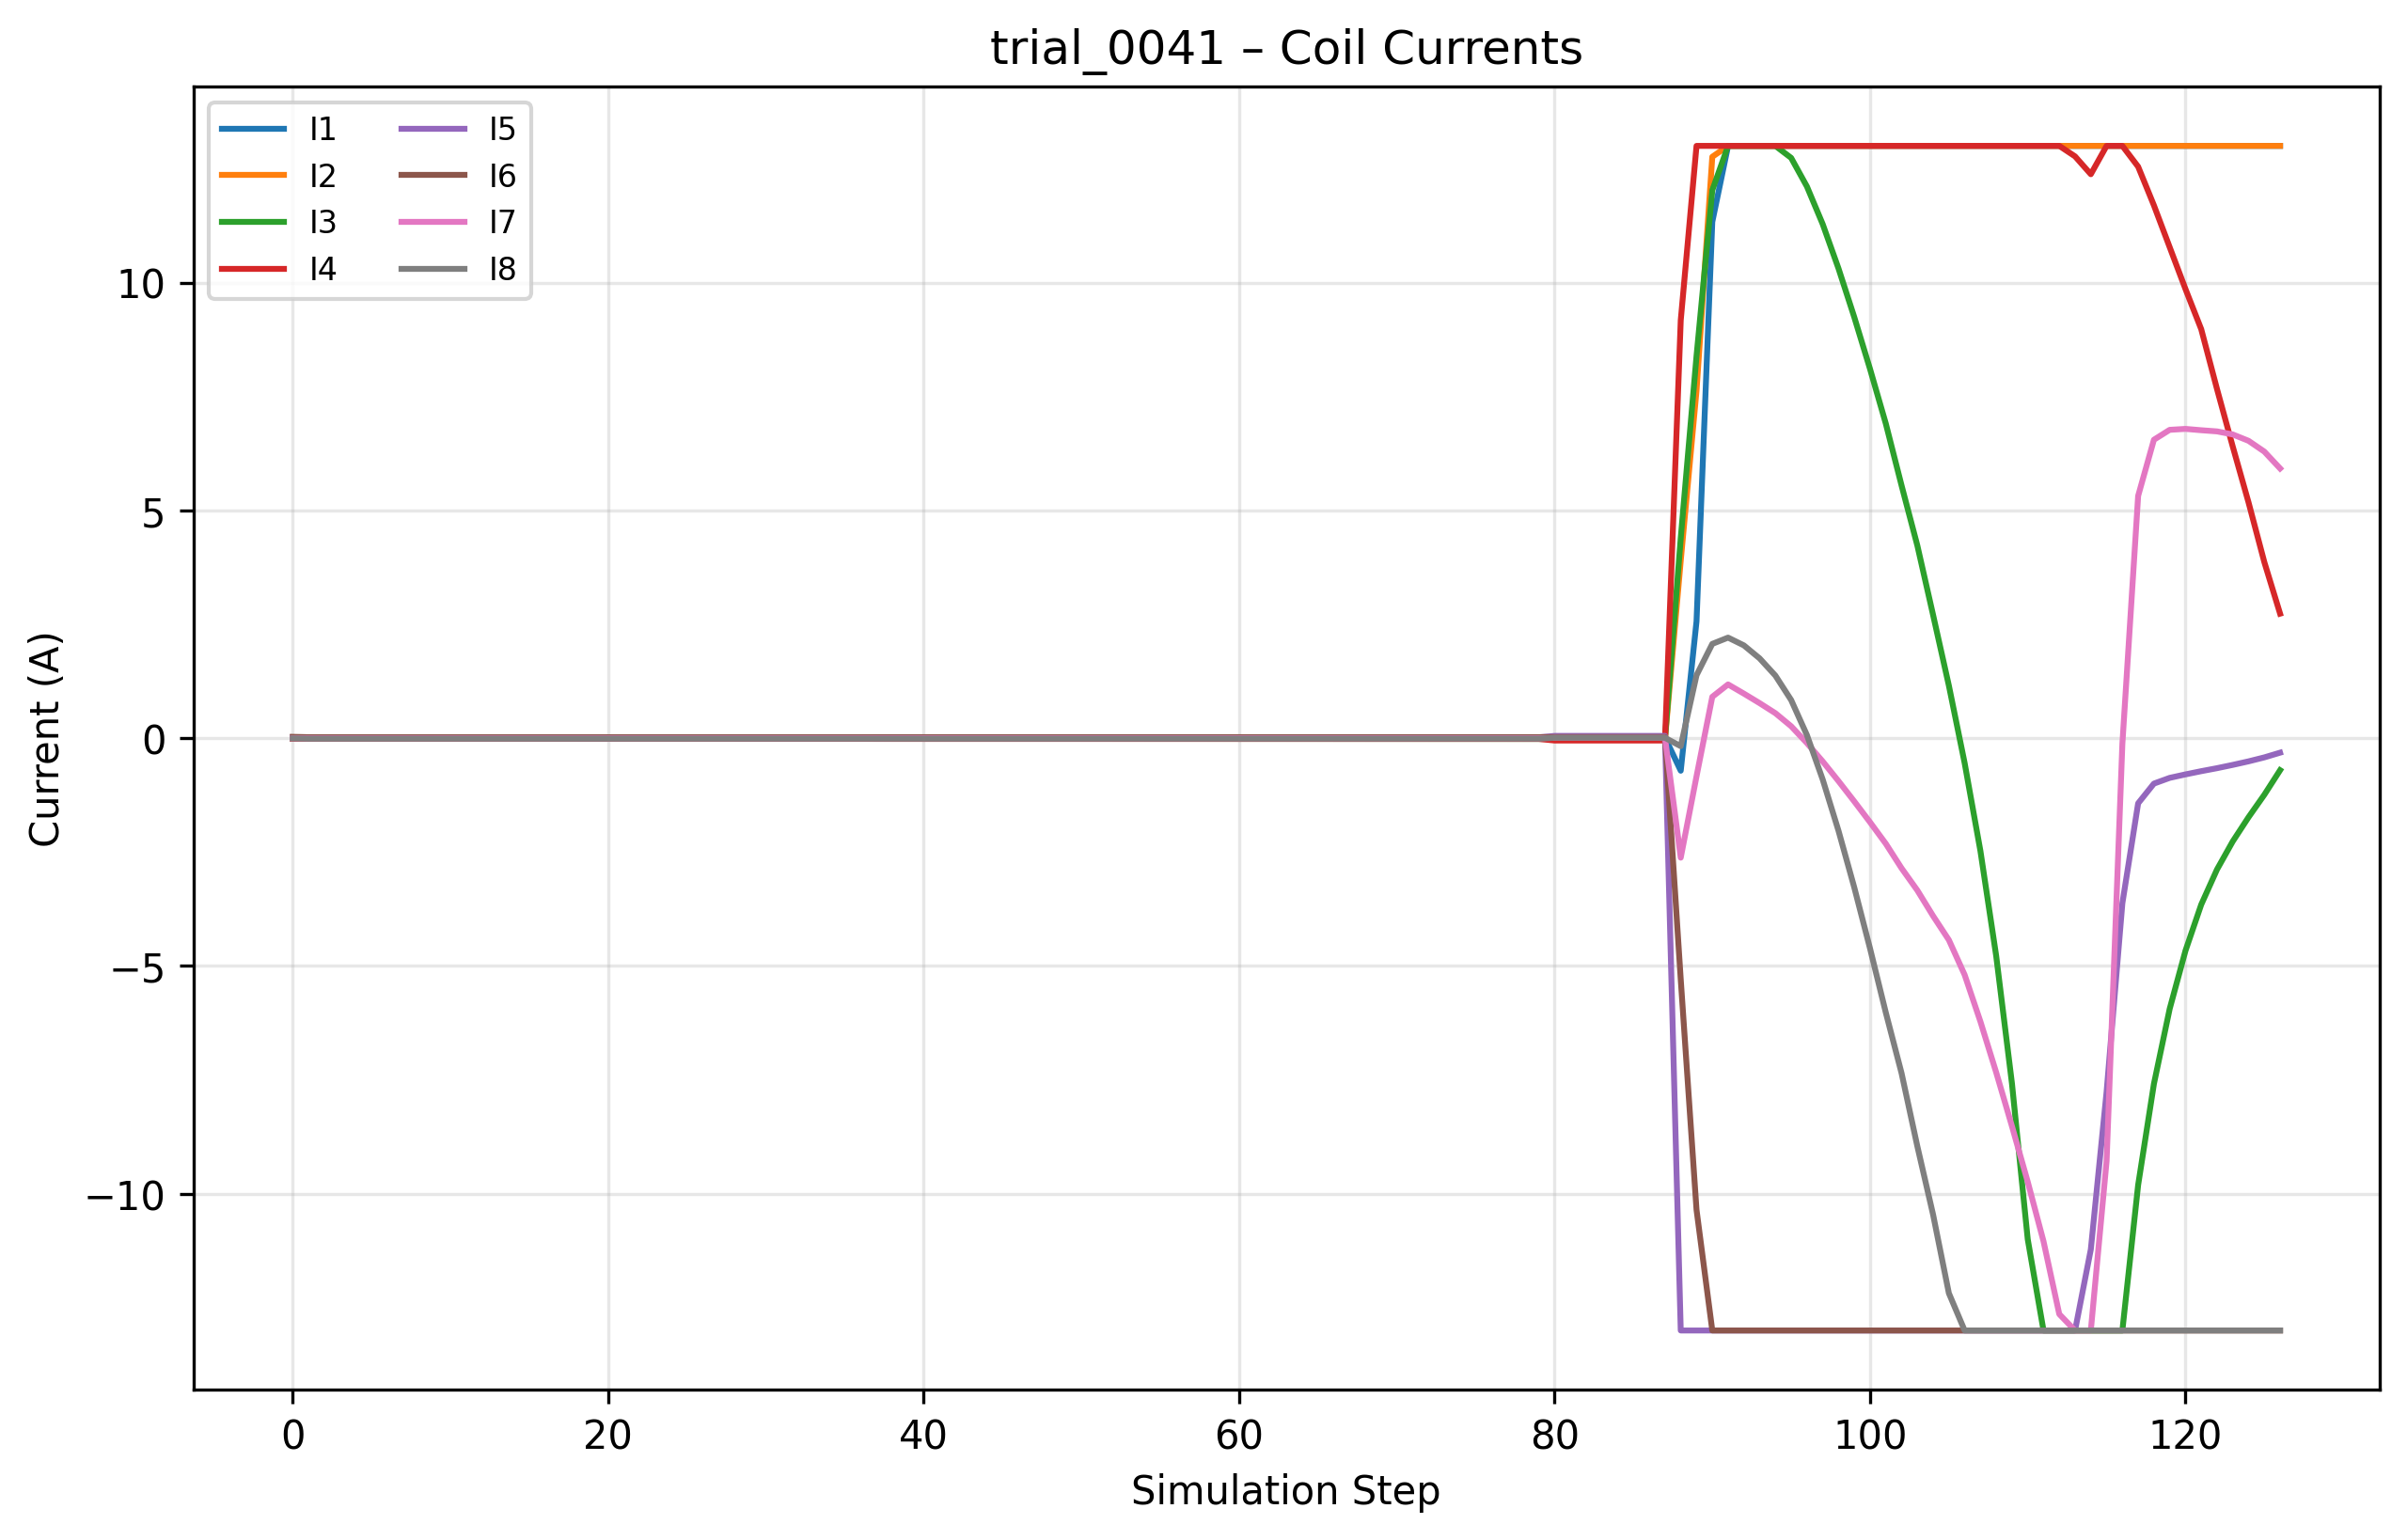 trial_0041 – Coil Currents
I1
I2
I3
I4
I5
I6
I7
I8
10
5
0
−5
−10
Current (A)
0
20
40
60
80
100
120
Simulation Step